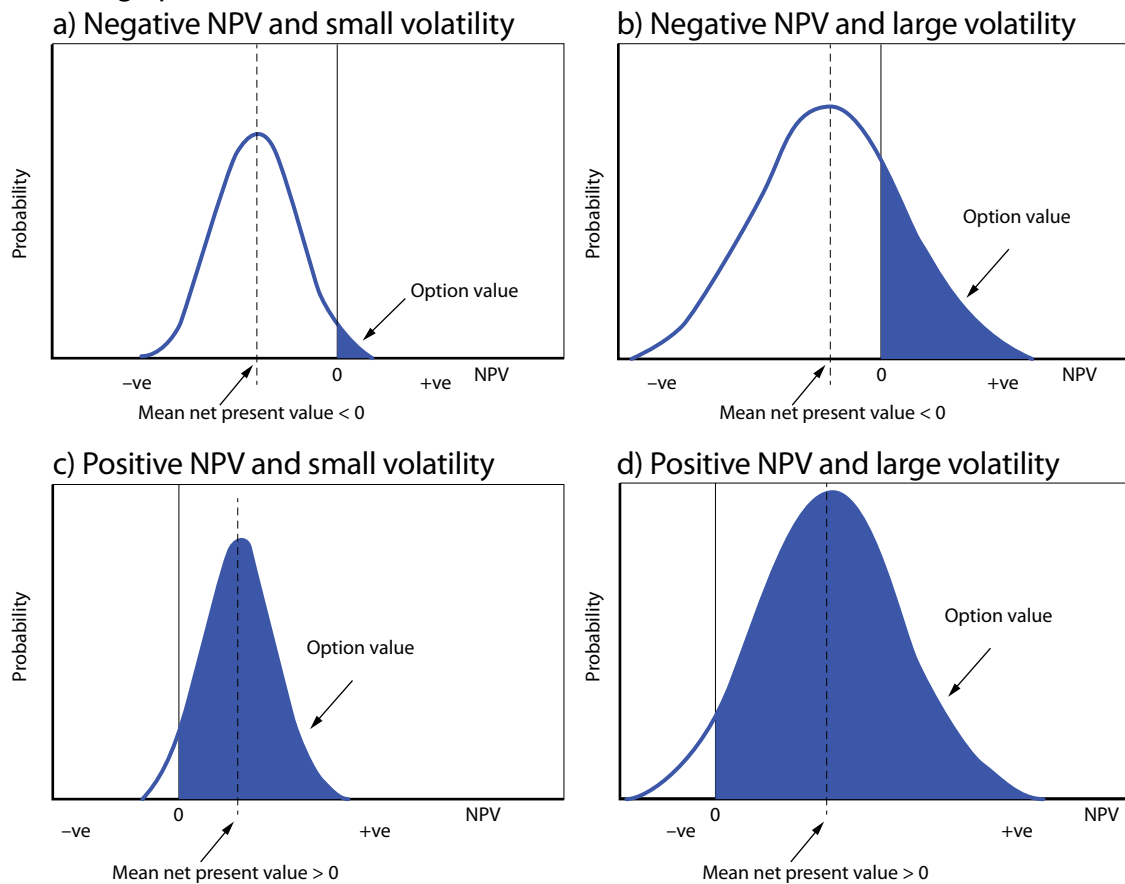 a) Negative NPV and small volatility
Probability
Option value
–ve
0
+ve
NPV
Mean net present value < 0
b) Negative NPV and large volatility
Probability
Option value
–ve
0
+ve
NPV
Mean net present value < 0
c) Positive NPV and small volatility
Probability
Option value
–ve
0
+ve
NPV
Mean net present value > 0
d) Positive NPV and large volatility
Probability
Option value
–ve
0
+ve
NPV
Mean net present value > 0